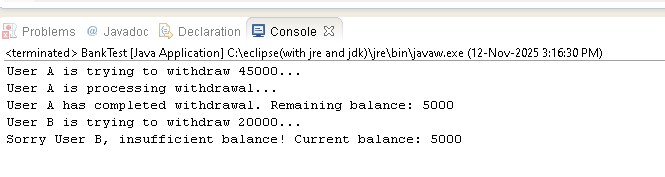 Problems @ Javadoc Declaration Console
<terminated> BankTest [Java Application] C:\eclipse(with jre and jdk)\jre\bin\javaw.exe (12-Nov-2025 3:16:30 PM)
User A is trying to withdraw 45000...
User A is processing withdrawal...
User A has completed withdrawal. Remaining balance: 5000
User B is trying to withdraw 20000...
Sorry User B, insufficient balance! Current balance: 5000